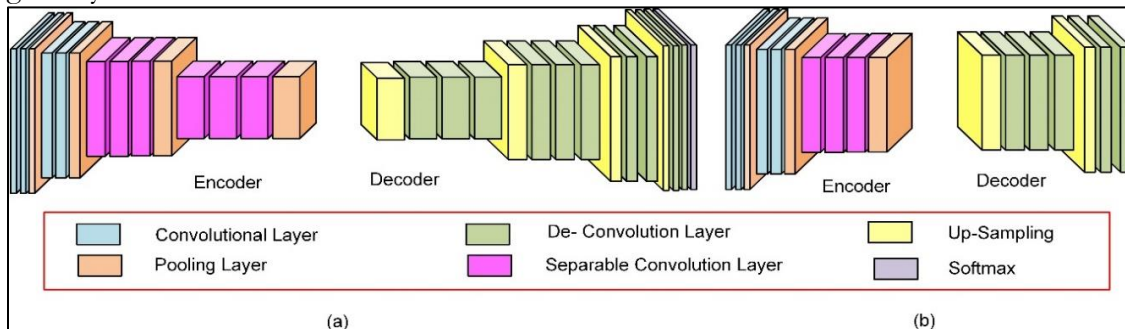 Encoder Decoder Encoder Decoder
Convolutional Layer De- Convolution Layer Up-Sampling
Pooling Layer Separable Convolution Layer Softmax
(a) (b)